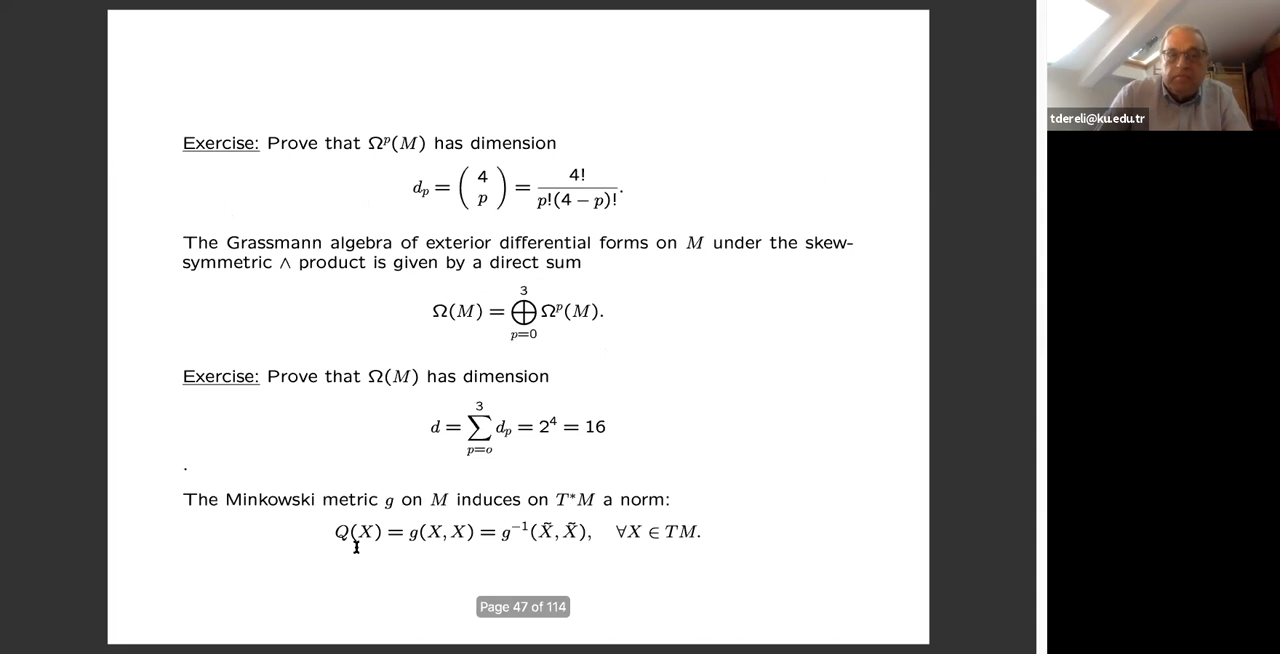 Exercise: Prove that Ωᵖ(M) has dimension
dₚ = ( 4 p ) = 4! / p!(4 − p)! .
The Grassmann algebra of exterior differential forms on M under the skew-
symmetric ∧ product is given by a direct sum
Ω(M) = ⊕_{p=0}^{3} Ωᵖ(M).
Exercise: Prove that Ω(M) has dimension
d = ∑_{p=o}^{3} dₚ = 2⁴ = 16
.
The Minkowski metric g on M induces on T*M a norm:
Q(X) = g(X, X) = g⁻¹(X̃, X̃), ∀X ∈ TM.
Page 47 of 114
tdereli@ku.edu.tr